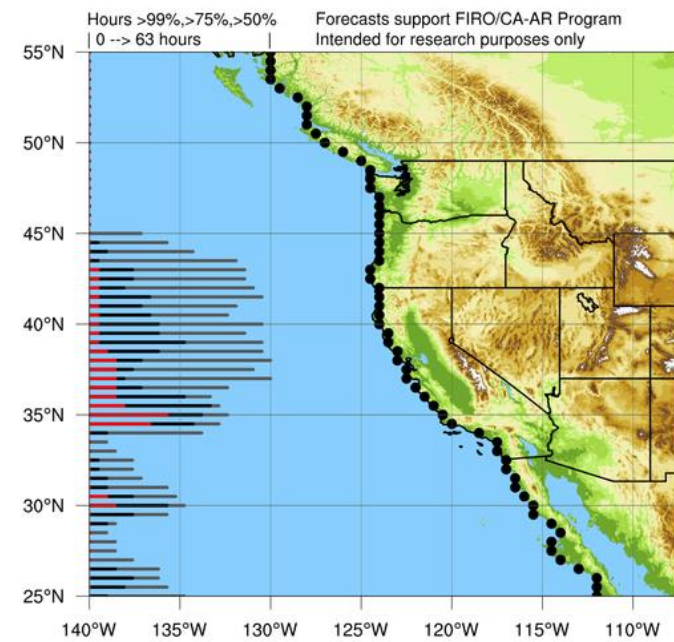 Hours >99%,>75%,>50% Forecasts support FIRO/CA-AR Program
| 0 --> 63 hours | Intended for research purposes only
55°N
50°N
45°N
40°N
35°N
30°N
25°N
140°W 135°W 130°W 125°W 120°W 115°W 110°W